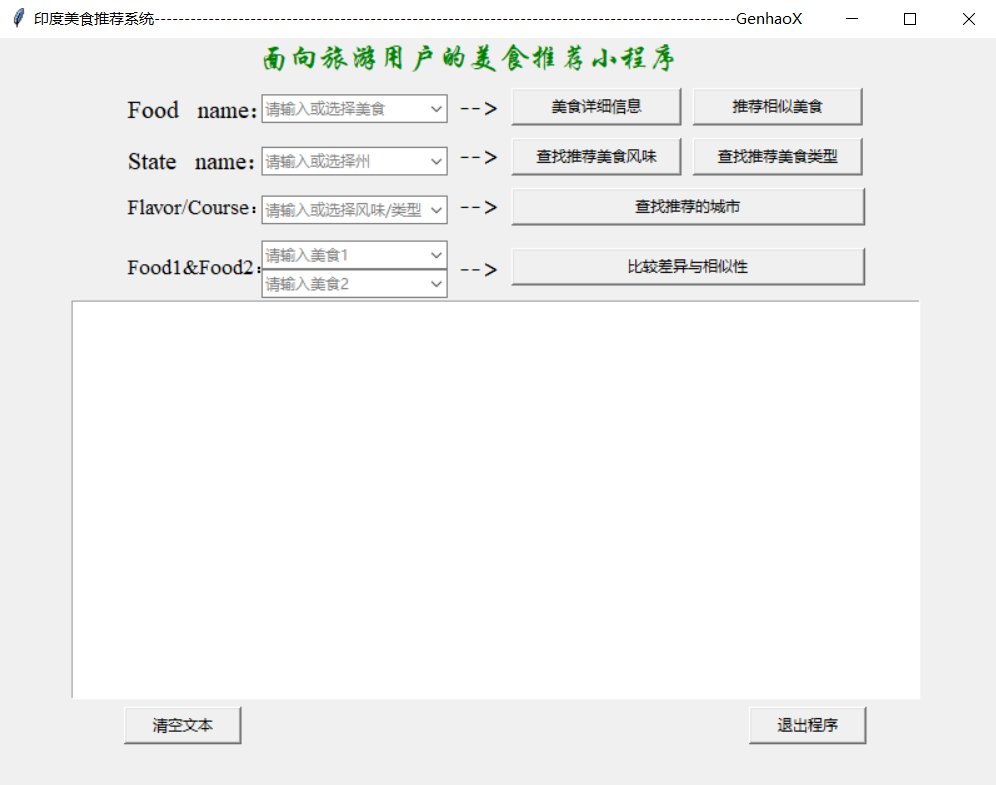 印度美食推荐系统--------------------------------------------------------------------------------------------------GenhaoX
面向旅游用户的美食推荐小程序
Food name: 请输入或选择美食 --> 美食详细信息 推荐相似美食
State name: 请输入或选择州 --> 查找推荐美食风味 查找推荐美食类型
Flavor/Course: 请输入或选择风味/类型 --> 查找推荐的城市
请输入美食1
Food1&Food2: --> 比较差异与相似性
请输入美食2
清空文本 退出程序